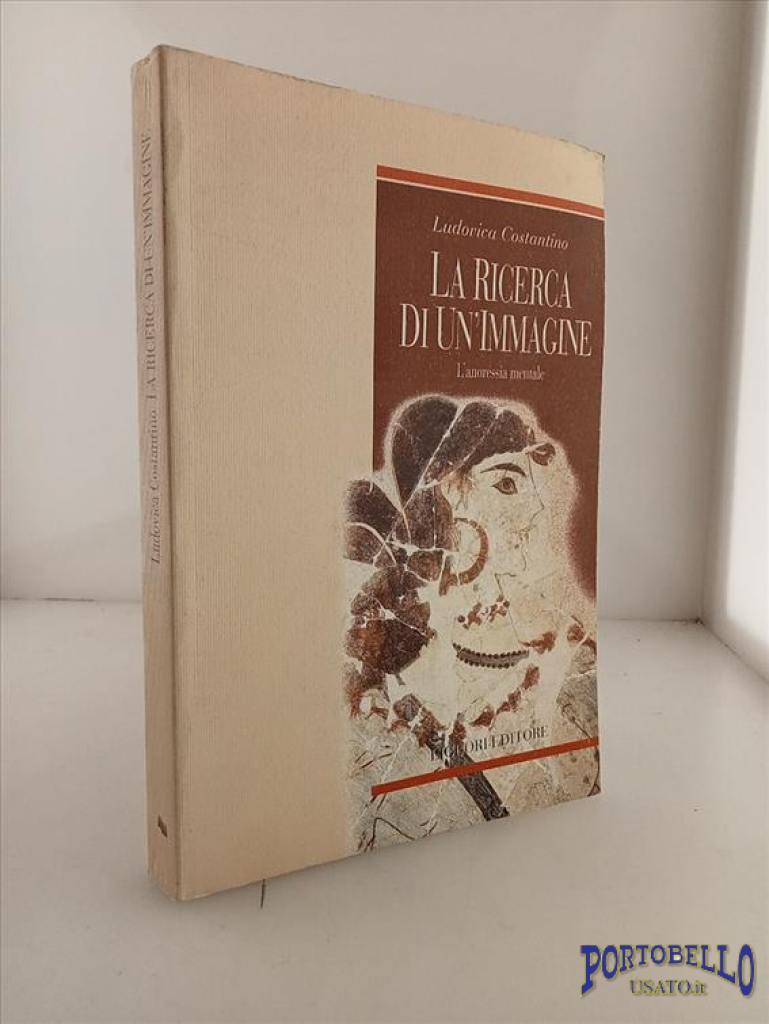 Ludovica Costantino LA RICERCA DI UN'IMMAGINE
Ludovica Costantino
LA RICERCA
DI UN'IMMAGINE
L'anoressia mentale
LIGUORI EDITORE
PORTOBELLO
USATO.it